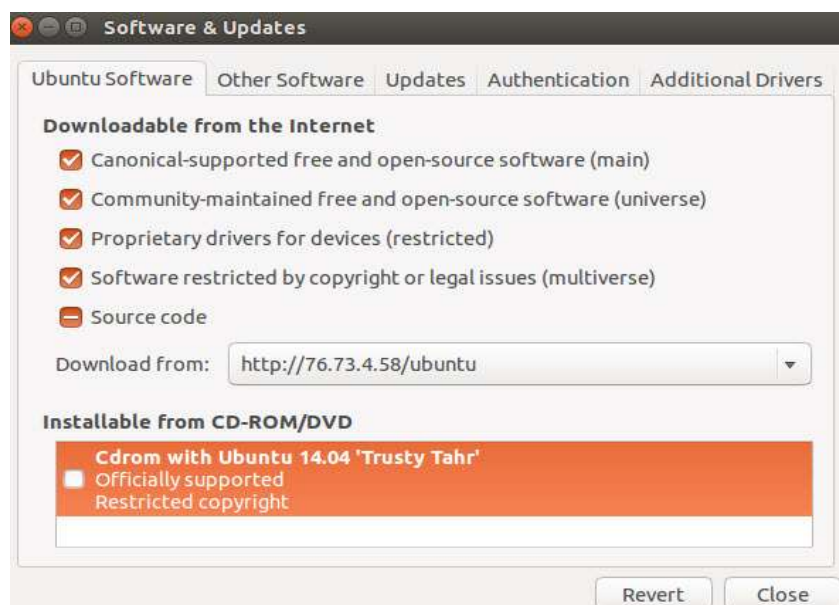 Software & Updates
Ubuntu Software Other Software Updates Authentication Additional Drivers
Downloadable from the Internet
Canonical-supported free and open-source software (main)
Community-maintained free and open-source software (universe)
Proprietary drivers for devices (restricted)
Software restricted by copyright or legal issues (multiverse)
Source code
Download from: http://76.73.4.58/ubuntu
Installable from CD-ROM/DVD
Cdrom with Ubuntu 14.04 'Trusty Tahr'
Officially supported
Restricted copyright
Revert Close